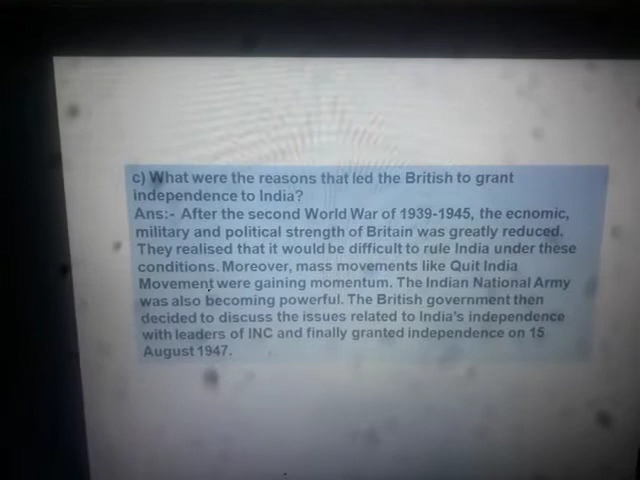 c) What were the reasons that led the British to grant
independence to India?
Ans:- After the second World War of 1939-1945, the ecnomic,
military and political strength of Britain was greatly reduced.
They realised that it would be difficult to rule India under these
conditions. Moreover, mass movements like Quit India
Movement were gaining momentum. The Indian National Army
was also becoming powerful. The British government then
decided to discuss the issues related to India's independence
with leaders of INC and finally granted independence on 15
August 1947.